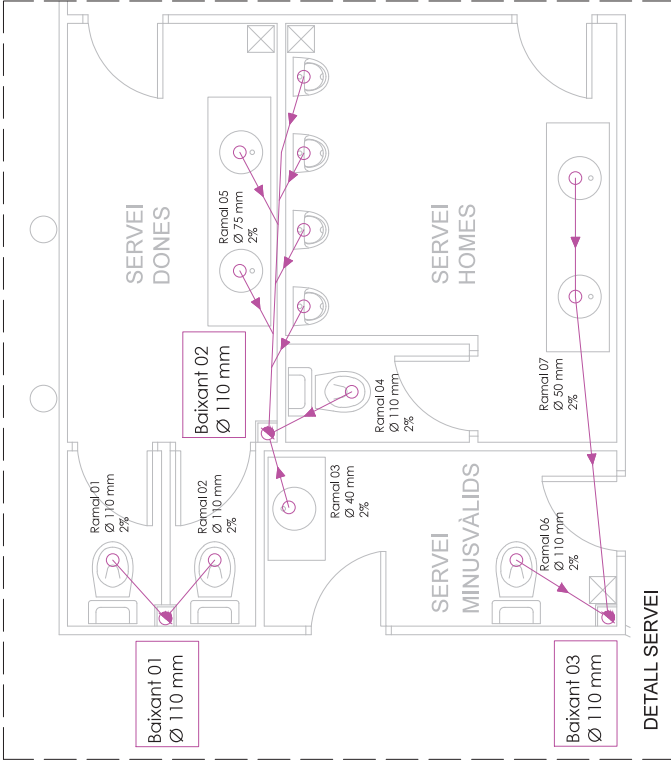 SERVEI
DONES
Ramal 05
Ø 75 mm
2%
SERVEI
HOMES
Baixant 02
Ø 110 mm
Ramal 04
Ø 110 mm
2%
Ramal 07
Ø 50 mm
2%
Ramal 01
Ø 110 mm
2%
Ramal 02
Ø 110 mm
2%
Ramal 03
Ø 40 mm
2%
SERVEI
MINUSVÀLIDS
Ramal 06
Ø 110 mm
2%
Baixant 01
Ø 110 mm
Baixant 03
Ø 110 mm
DETALL SERVEI